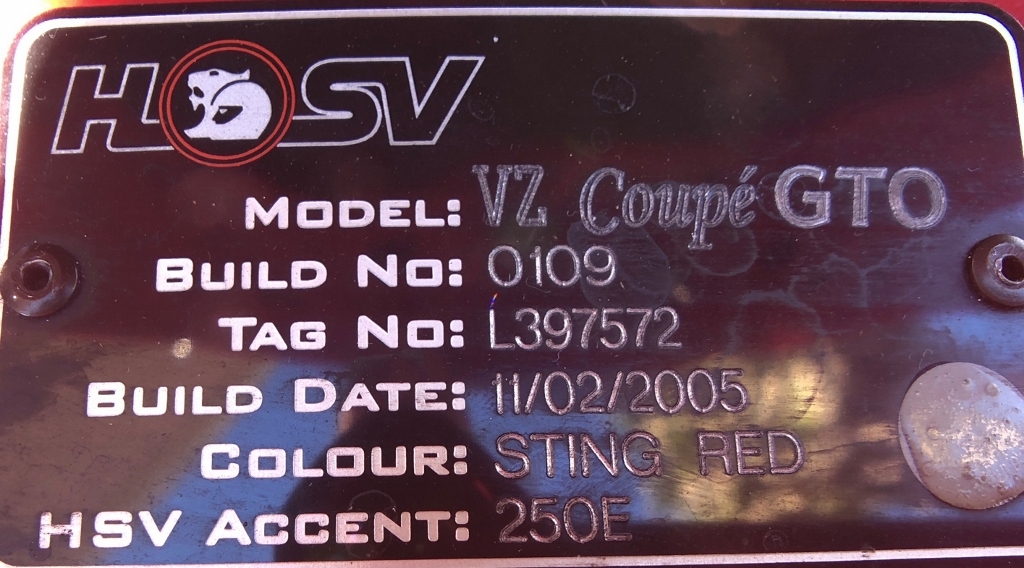 HSV
MODEL: VZ Coupé GTO
BUILD NO: 0109
TAG NO: L397572
BUILD DATE: 11/02/2005
COLOUR: STING RED
HSV ACCENT: 250E